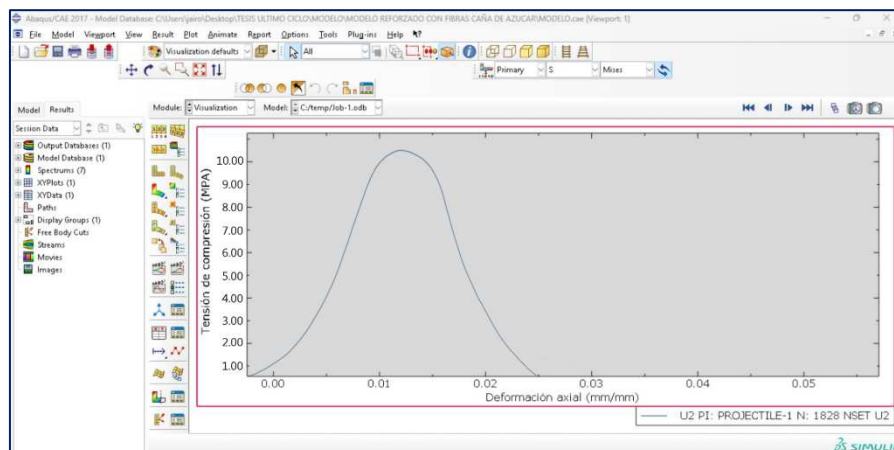 Abaqus/CAE 2017 - Model Database: C:\Users\yairo\Desktop\TESIS ULTIMO CICLO\MODELO\MODELO REFORZADO CON FIBRAS CAÑA DE AZUCAR\MODELO.cae [Viewport: 1]
File Model Viewport View Result Plot Animate Report Options Tools Plug-ins Help
Visualization defaults All
Primary S Mises
Model Results Module: Visualization Model: C:/temp/Job-1.odb
Session Data
Output Databases (1)
Model Database (1)
Spectrums (7)
XYPlots (1)
XYData (1)
Paths
Display Groups (1)
Free Body Cuts
Streams
Movies
Images
Tensión de compresión (MPA)
10.00
9.00
8.00
7.00
6.00
5.00
4.00
3.00
2.00
1.00
0.00 0.01 0.02 0.03 0.04 0.05
Deformación axial (mm/mm)
U2 PI: PROJECTILE-1 N: 1828 NSET U2
SIMULI